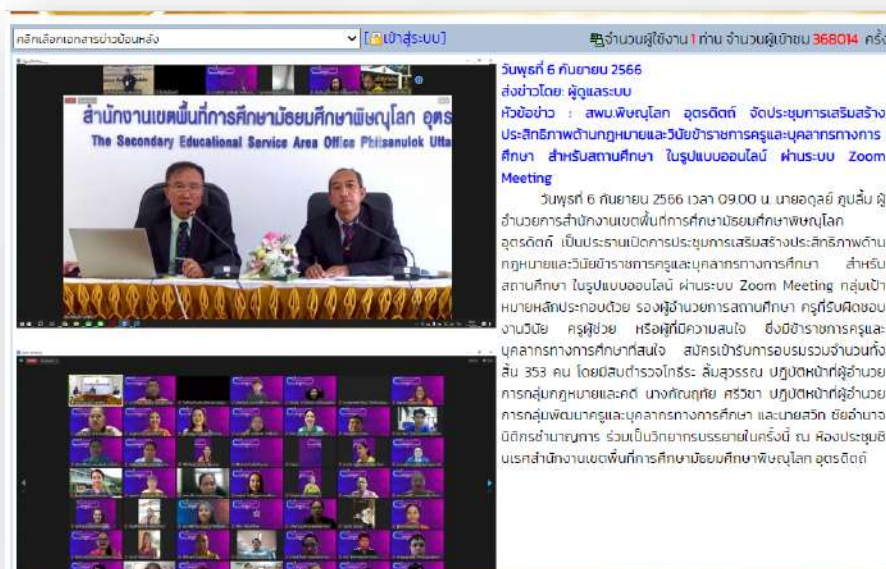 คลิกเลือกเอกสารข่าวย้อนหลัง
[เข้าสู่ระบบ]
จำนวนผู้ใช้งาน 1 ท่าน จำนวนผู้เข้าชม 368014 ครั้ง
สำนักงานเขตพื้นที่การศึกษามัธยมศึกษาพิษณุโลก อุตร
The Secondary Educational Service Area Office Phitsanulok Utta
วันพุธที่ 6 กันยายน 2566
ส่งข่าวโดย: ผู้ดูแลระบบ
หัวข้อข่าว : สพม.พิษณุโลก อุตรดิตถ์ จัดประชุมการเสริมสร้าง
ประสิทธิภาพด้านกฎหมายและวินัยข้าราชการครูและบุคลากรทางการ
ศึกษา สำหรับสถานศึกษา ในรูปแบบออนไลน์ ผ่านระบบ Zoom
Meeting
วันพุธที่ 6 กันยายน 2566 เวลา 09.00 น. นายอดุลย์ ภูปลื้ม ผู้
อำนวยการสำนักงานเขตพื้นที่การศึกษามัธยมศึกษาพิษณุโลก
อุตรดิตถ์ เป็นประธานเปิดการประชุมการเสริมสร้างประสิทธิภาพด้าน
กฎหมายและวินัยข้าราชการครูและบุคลากรทางการศึกษา สำหรับ
สถานศึกษา ในรูปแบบออนไลน์ ผ่านระบบ Zoom Meeting กลุ่มเป้า
หมายหลักประกอบด้วย รองผู้อำนวยการสถานศึกษา ครูที่รับผิดชอบ
งานวินัย ครูผู้ช่วย หรือผู้ที่มีความสนใจ ซึ่งมีข้าราชการครูและ
บุคลากรทางการศึกษาที่สนใจ สมัครเข้ารับการอบรมรวมจำนวนทั้ง
สิ้น 353 คน โดยมีสิบตำรวจโทธีระ ลิ้มสุวรรณ ปฏิบัติหน้าที่ผู้อำนวย
การกลุ่มกฎหมายและคดี นางกัณฤทัย ศรีวิชา ปฏิบัติหน้าที่ผู้อำนวย
การกลุ่มพัฒนาครูและบุคลากรทางการศึกษา และนายสวิท ชัยอำนาจ
นิติกรชำนาญการ ร่วมเป็นวิทยากรบรรยายในครั้งนี้ ณ ห้องประชุมชิ
นเรศสำนักงานเขตพื้นที่การศึกษามัธยมศึกษาพิษณุโลก อุตรดิตถ์